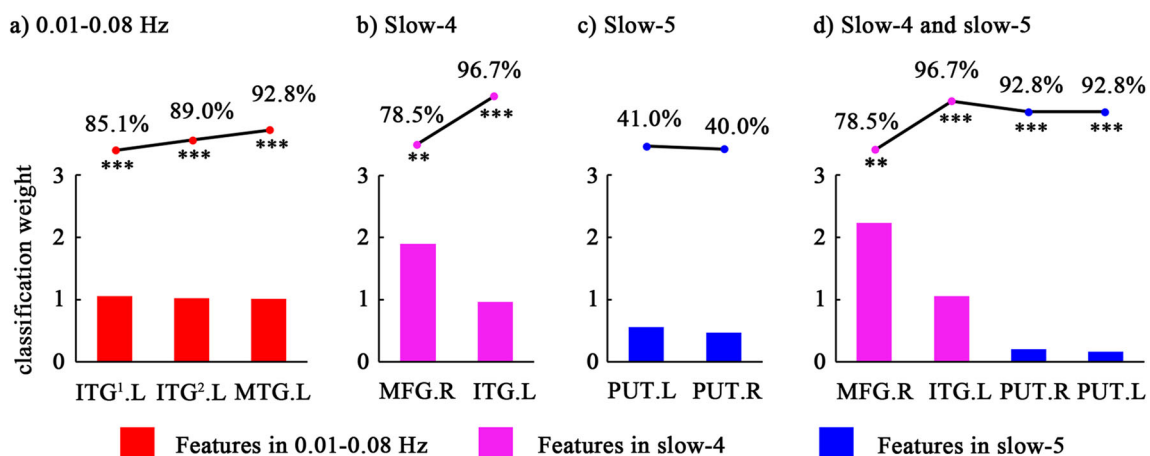 a) 0.01-0.08 Hz
b) Slow-4
c) Slow-5
d) Slow-4 and slow-5
85.1% 89.0% 92.8%
*** *** ***
78.5% 96.7%
** ***
41.0% 40.0%
78.5% 96.7% 92.8% 92.8%
** *** *** ***
classification weight
3 3 3 3
2 2 2 2
1 1 1 1
0 0 0 0
ITG¹.L ITG².L MTG.L
MFG.R ITG.L
PUT.L PUT.R
MFG.R ITG.L PUT.R PUT.L
Features in 0.01-0.08 Hz
Features in slow-4
Features in slow-5